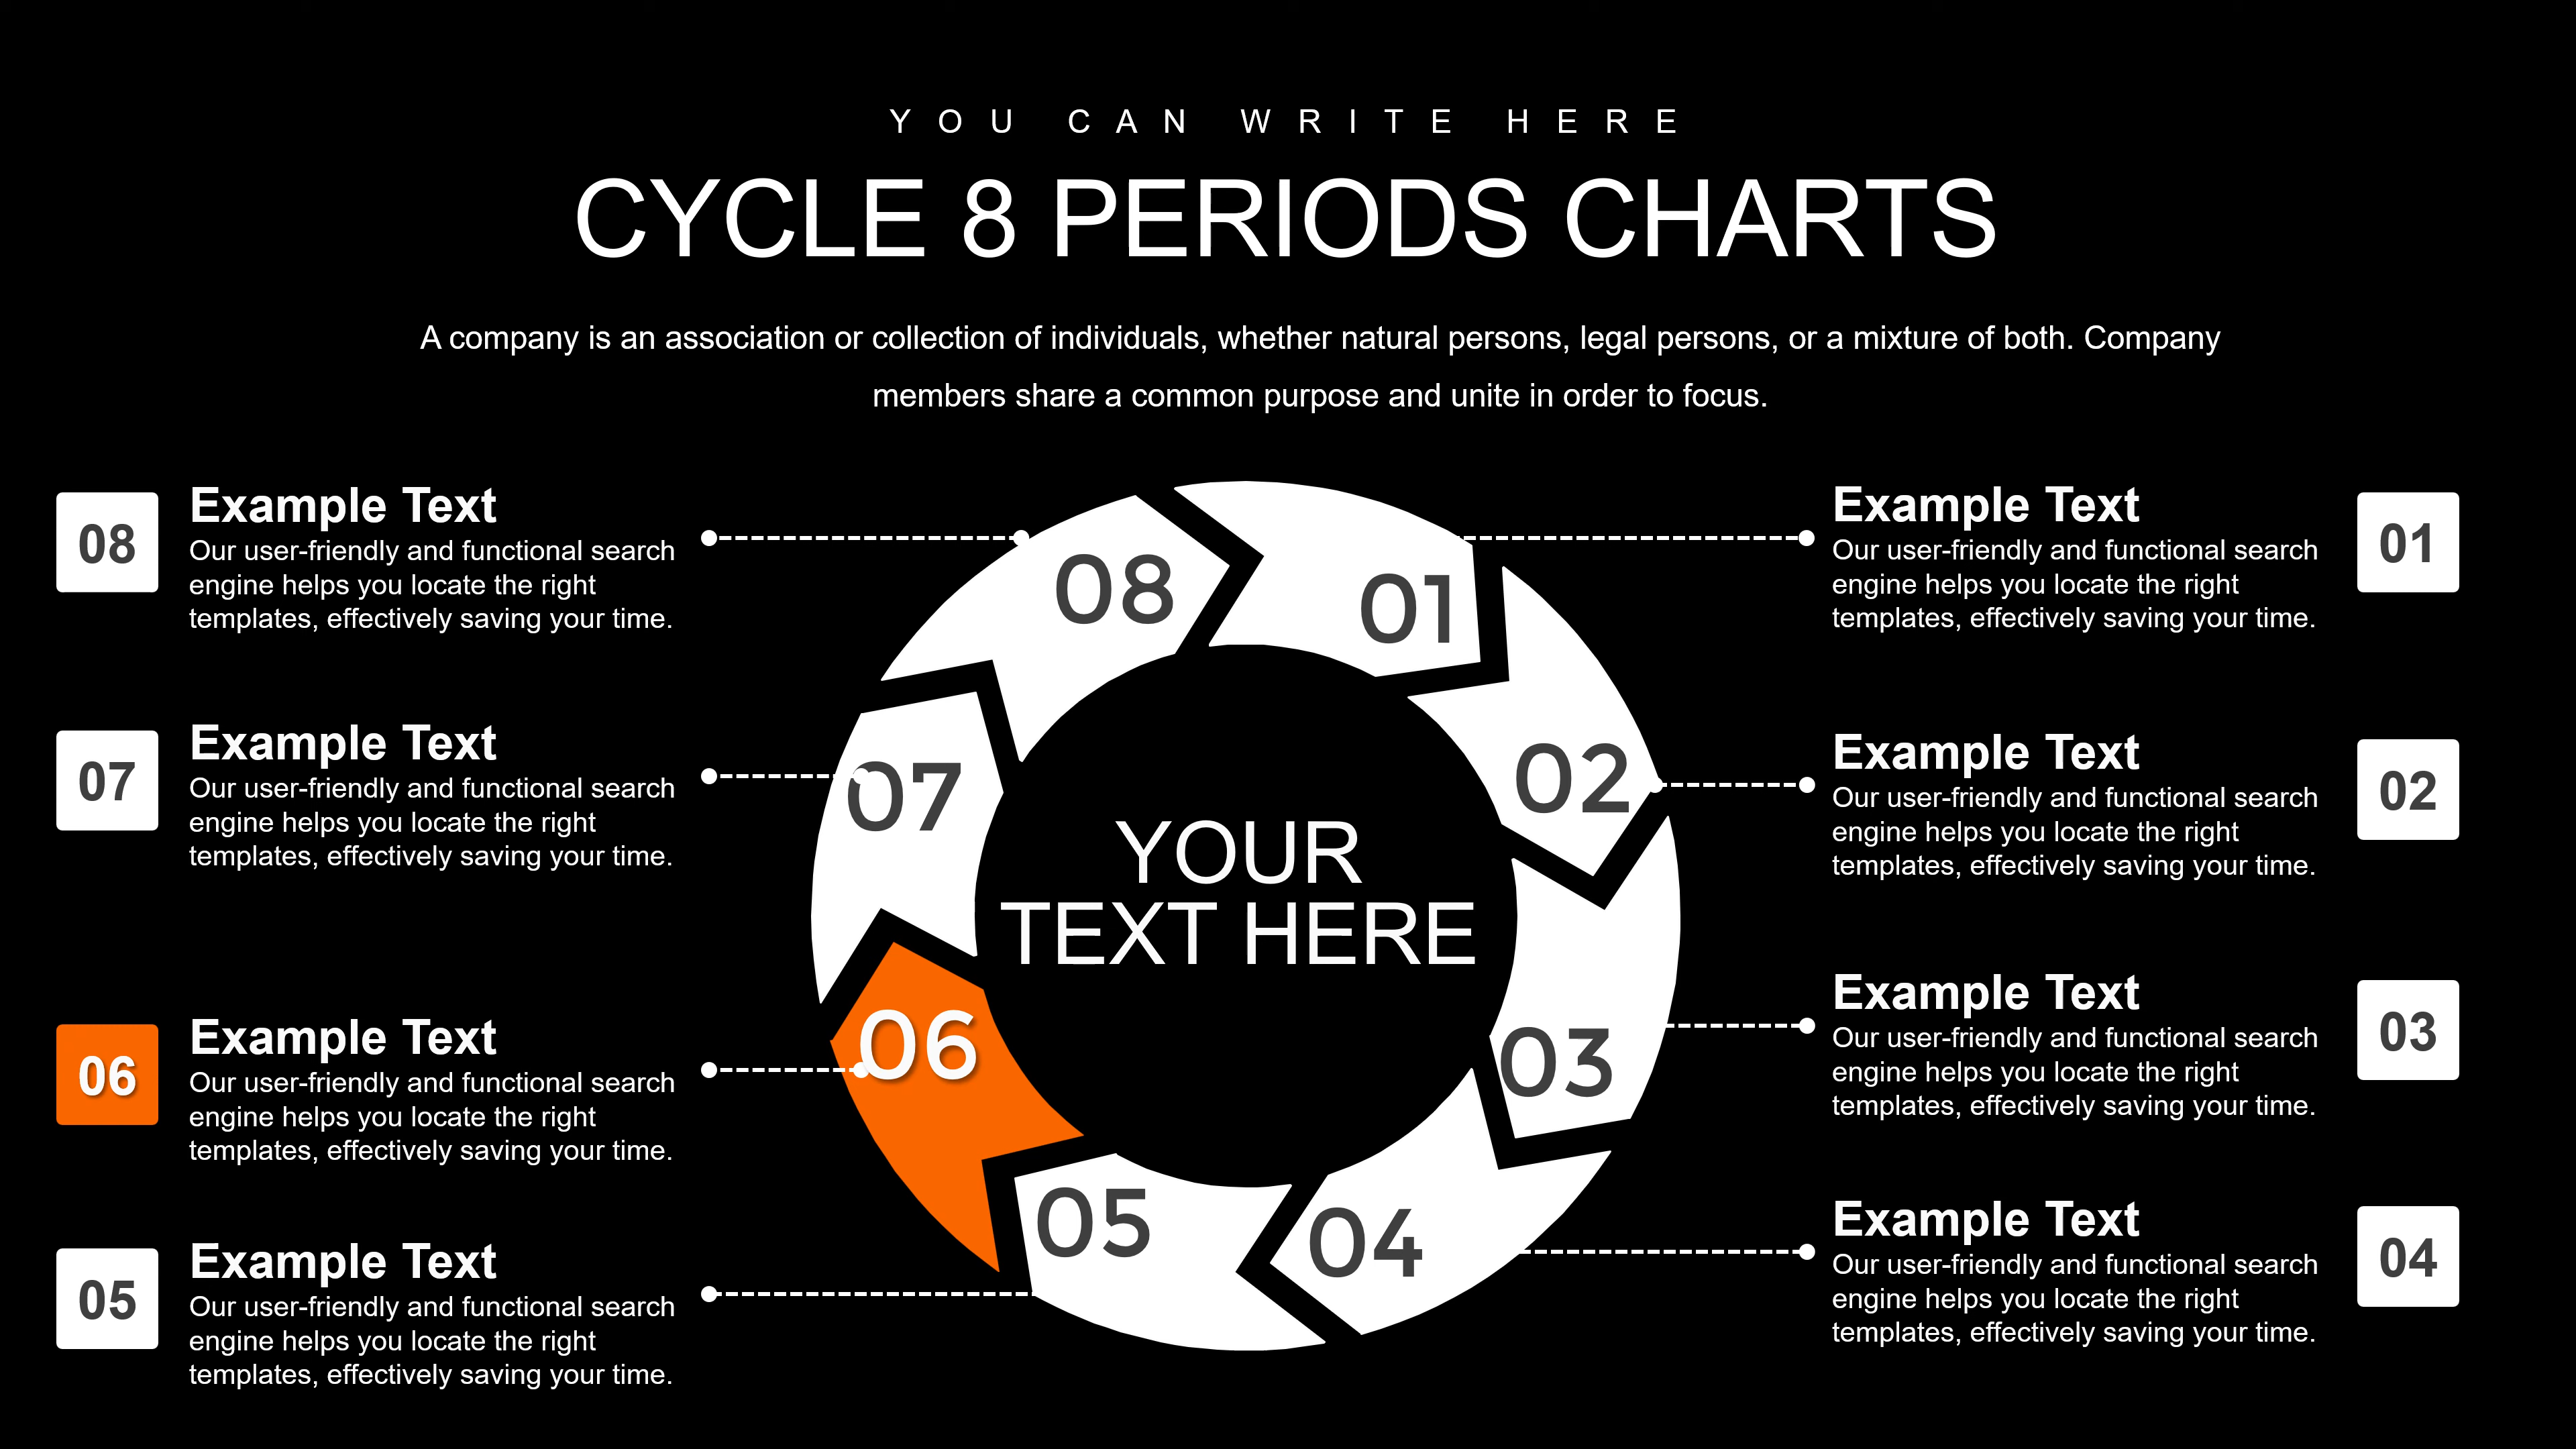 YOU CAN WRITE HERE
CYCLE 8 PERIODS CHARTS
A company is an association or collection of individuals, whether natural persons, legal persons, or a mixture of both. Company
members share a common purpose and unite in order to focus.
08
Example Text
Our user-friendly and functional search
engine helps you locate the right
templates, effectively saving your time.
07
Example Text
Our user-friendly and functional search
engine helps you locate the right
templates, effectively saving your time.
06
Example Text
Our user-friendly and functional search
engine helps you locate the right
templates, effectively saving your time.
05
Example Text
Our user-friendly and functional search
engine helps you locate the right
templates, effectively saving your time.
08
01
07
02
YOUR
TEXT HERE
06
03
05
04
Example Text
Our user-friendly and functional search
engine helps you locate the right
templates, effectively saving your time.
01
Example Text
Our user-friendly and functional search
engine helps you locate the right
templates, effectively saving your time.
02
Example Text
Our user-friendly and functional search
engine helps you locate the right
templates, effectively saving your time.
03
Example Text
Our user-friendly and functional search
engine helps you locate the right
templates, effectively saving your time.
04